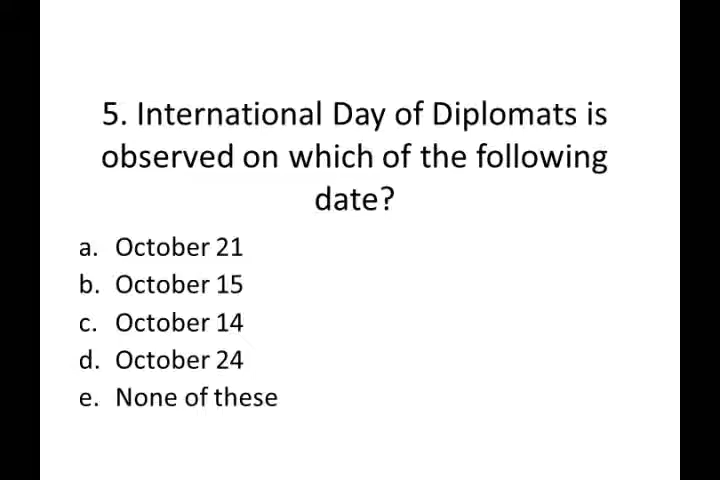 5. International Day of Diplomats is
observed on which of the following
date?
a. October 21
b. October 15
c. October 14
d. October 24
e. None of these